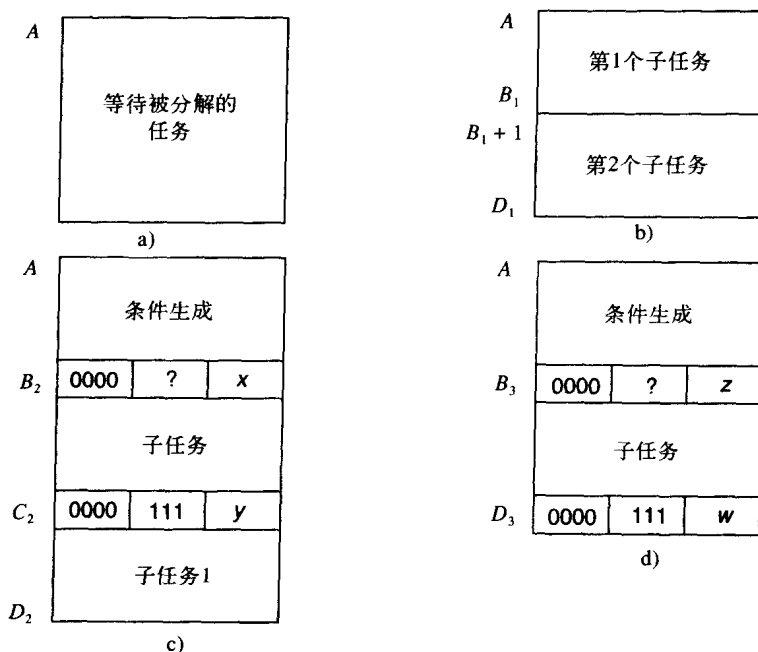 A
等待被分解的
任务
a)
A
第1个子任务
B₁
B₁ + 1
第2个子任务
D₁
b)
A
条件生成
B₂ 0000 ? x
子任务
C₂ 0000 111 y
子任务1
D₂
c)
A
条件生成
B₃ 0000 ? z
子任务
D₃ 0000 111 w
d)